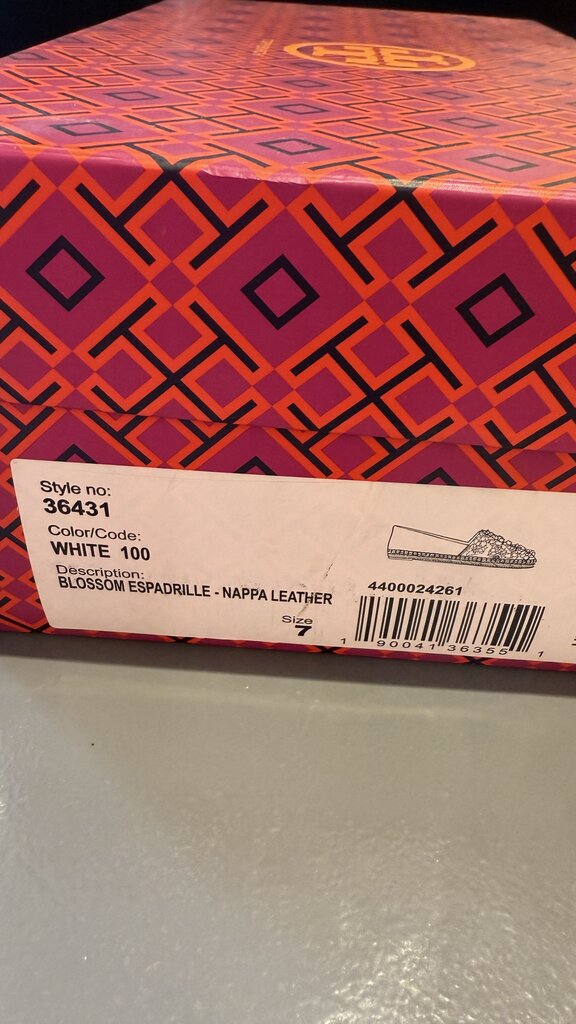 Style no:
36431
Color/Code:
WHITE 100
Description:
BLOSSOM ESPADRILLE - NAPPA LEATHER
Size
7
4400024261
1 90041 36355 1